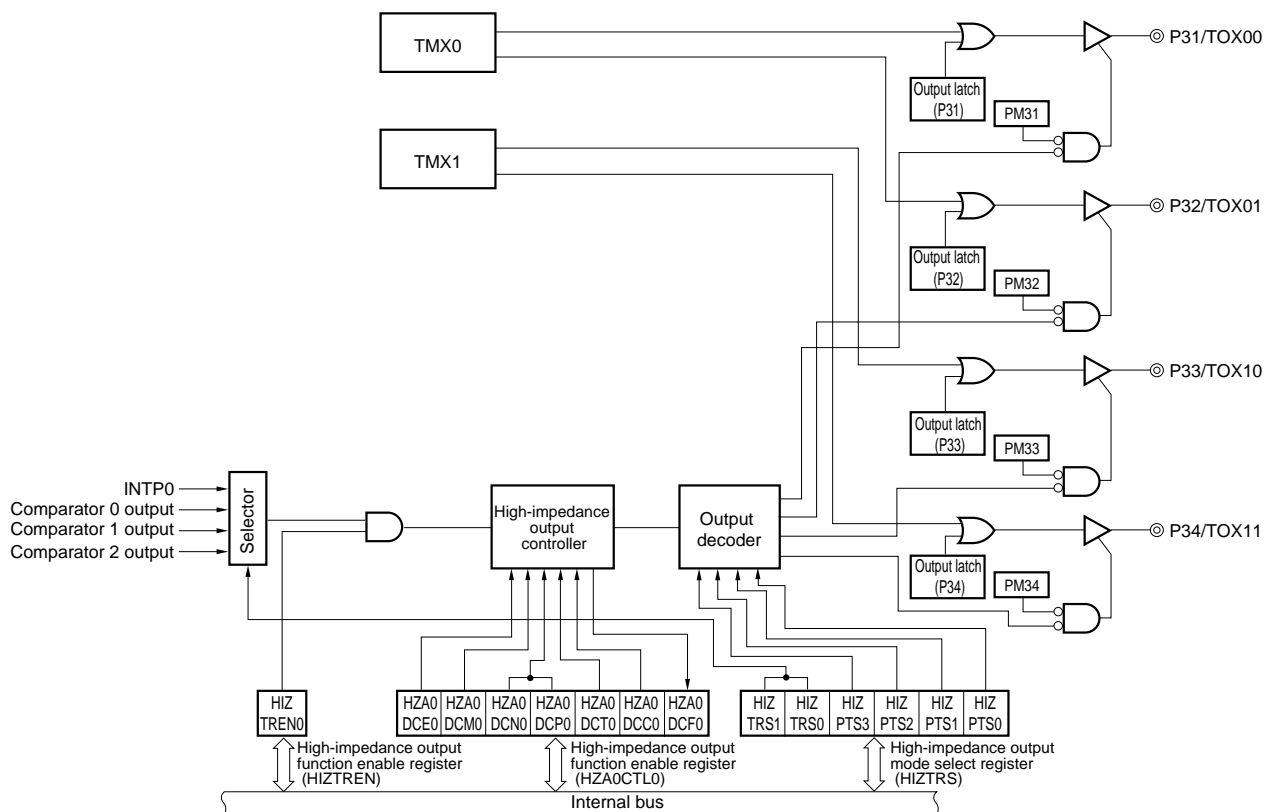 TMX0
P31/TOX00
Output latch
(P31)
PM31
TMX1
P32/TOX01
Output latch
(P32)
PM32
P33/TOX10
Output latch
(P33)
PM33
INTP0
Comparator 0 output
Comparator 1 output
Comparator 2 output
Selector
High-impedance
output
controller
Output
decoder
P34/TOX11
Output latch
(P34)
PM34
HIZ
TREN0
HZA0
DCE0
HZA0
DCM0
HZA0
DCN0
HZA0
DCP0
HZA0
DCT0
HZA0
DCC0
HZA0
DCF0
HIZ
TRS1
HIZ
TRS0
HIZ
PTS3
HIZ
PTS2
HIZ
PTS1
HIZ
PTS0
High-impedance output
function enable register
(HIZTREN)
High-impedance output
function enable register
(HZA0CTL0)
High-impedance output
mode select register
(HIZTRS)
Internal bus